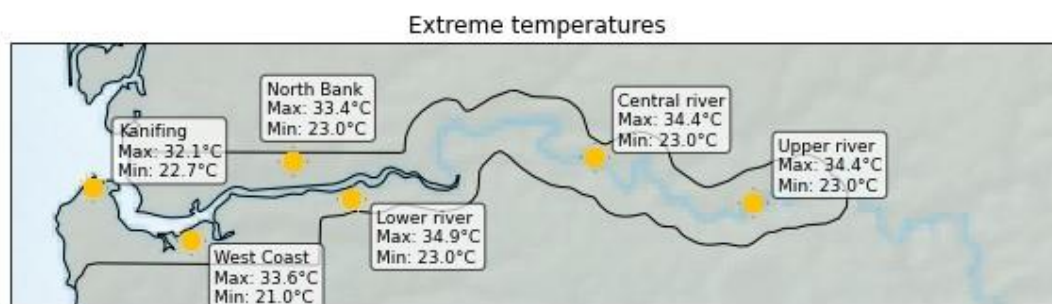 Extreme temperatures
North Bank
Max: 33.4°C
Min: 23.0°C
Central river
Max: 34.4°C
Min: 23.0°C
Kanifing
Max: 32.1°C
Min: 22.7°C
Upper river
Max: 34.4°C
Min: 23.0°C
Lower river
Max: 34.9°C
Min: 23.0°C
West Coast
Max: 33.6°C
Min: 21.0°C